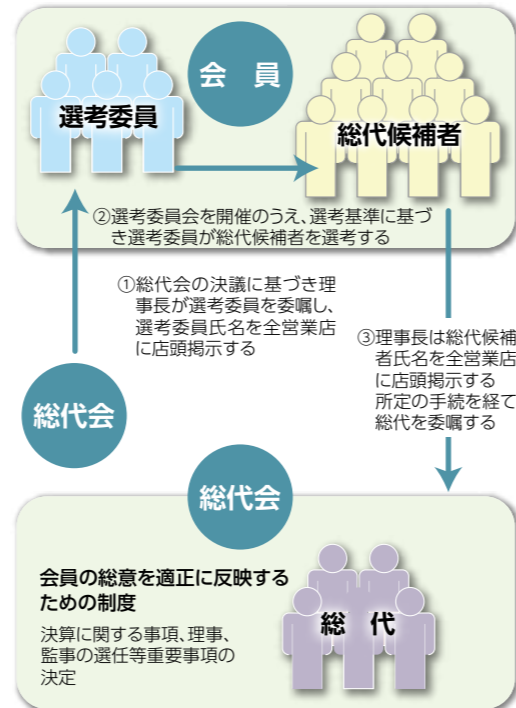 会　員
選考委員
総代候補者
②選考委員会を開催のうえ、選考基準に基づ
き選考委員が総代候補者を選考する
①総代会の決議に基づき理
事長が選考委員を委嘱し、
選考委員氏名を全営業店
に店頭掲示する
③理事長は総代候補
者氏名を全営業店
に店頭掲示する
所定の手続を経て
総代を委嘱する
総代会
総代会
会員の総意を適正に反映する
ための制度
決算に関する事項、理事、
監事の選任等重要事項の
決定
総　代